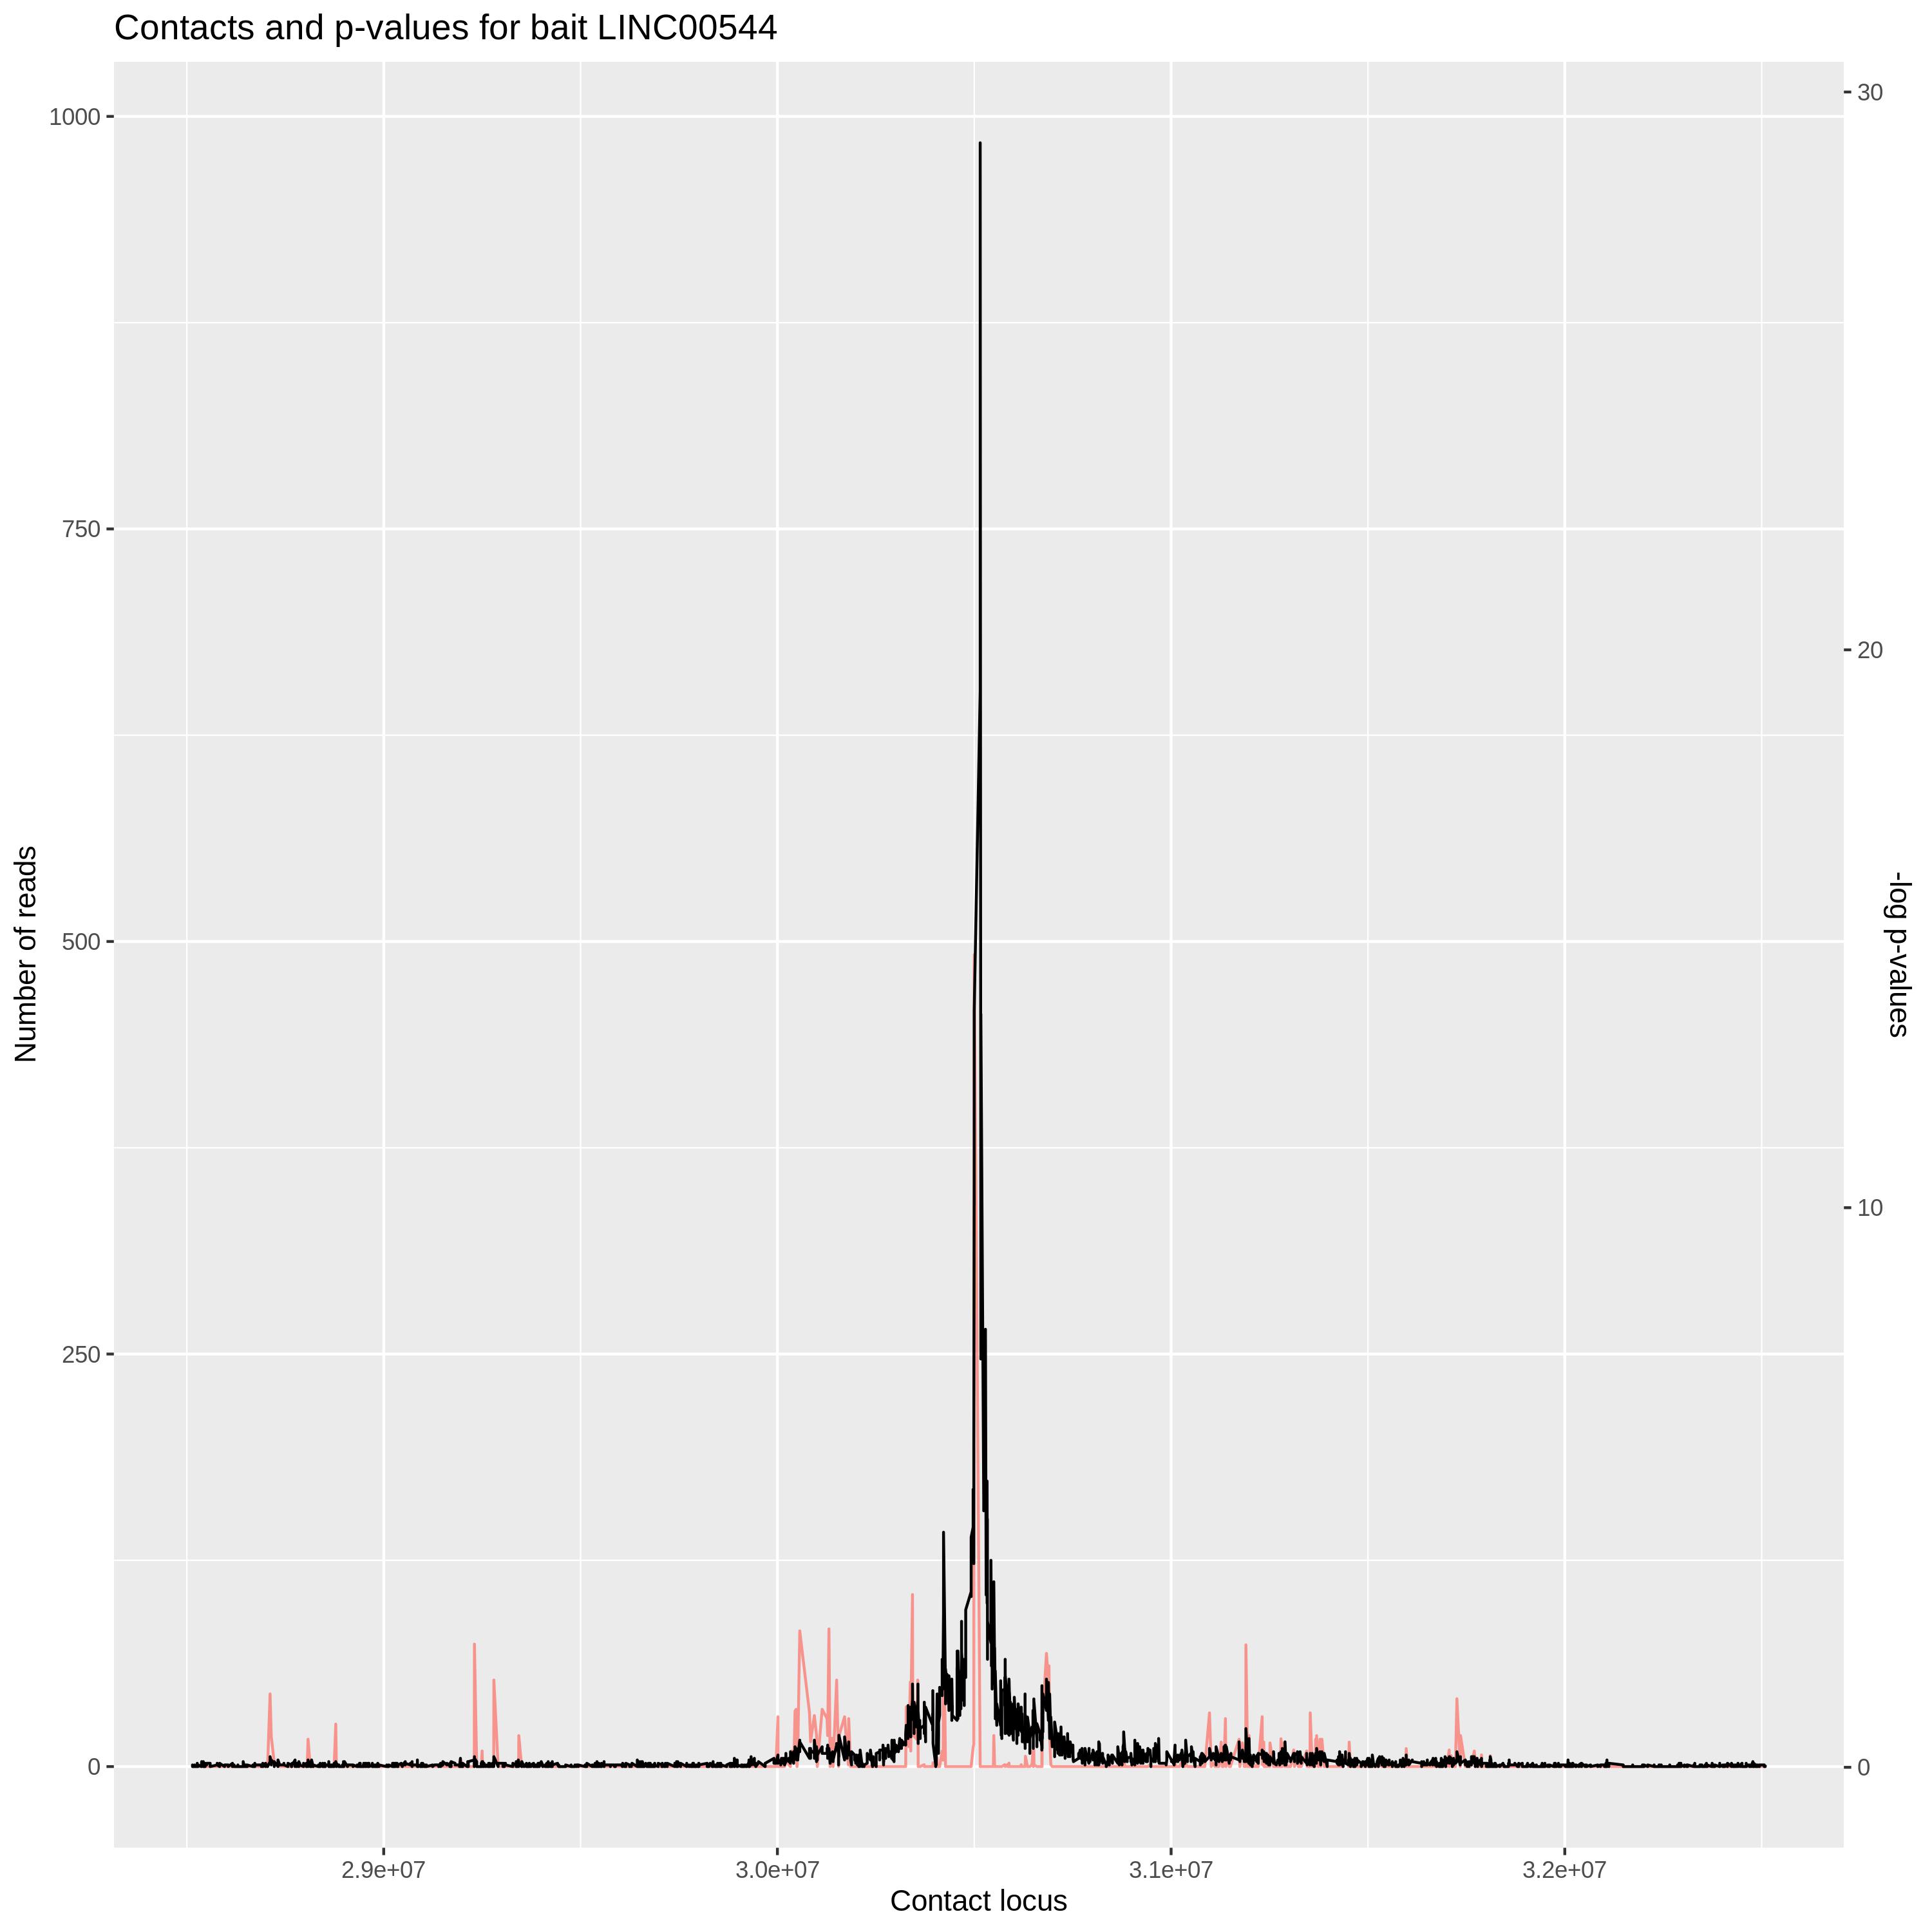 Contacts and p-values for bait LINC00544
1000
750
500
250
0
Number of reads
30
20
10
0
-log p-values
2.9e+07
3.0e+07
3.1e+07
3.2e+07
Contact locus